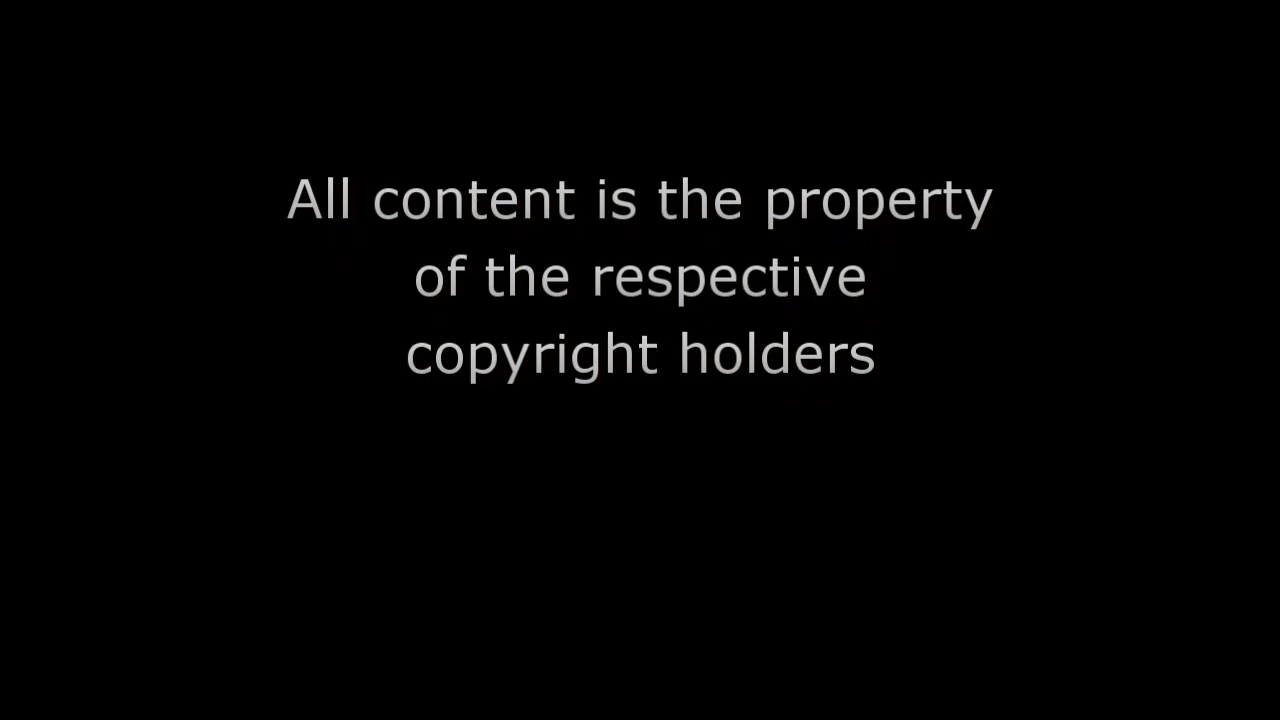 All content is the property
of the respective
copyright holders